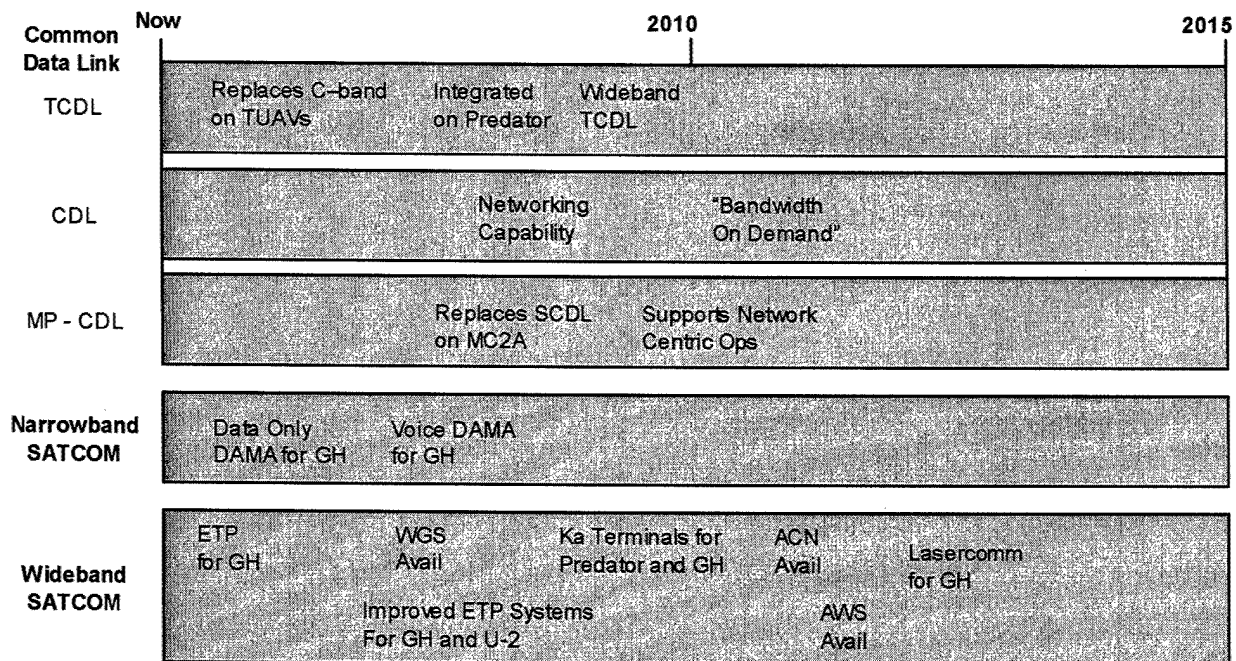 Now
2010
2015
Common
Data Link
TCDL
Replaces C–band
on TUAVs
Integrated
on Predator
Wideband
TCDL
CDL
Networking
Capability
"Bandwidth
On Demand"
MP - CDL
Replaces SCDL
on MC2A
Supports Network
Centric Ops
Narrowband
SATCOM
Data Only
DAMA for GH
Voice DAMA
for GH
Wideband
SATCOM
ETP
for GH
WGS
Avail
Ka Terminals for
Predator and GH
ACN
Avail
Lasercomm
for GH
Improved ETP Systems
For GH and U-2
AWS
Avail